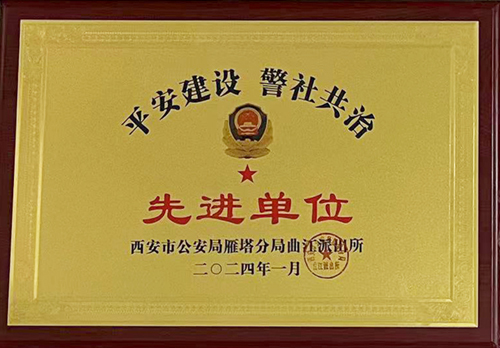 平安建设 警社共治
先进单位
西安市公安局雁塔分局曲江派出所
二〇二四年一月